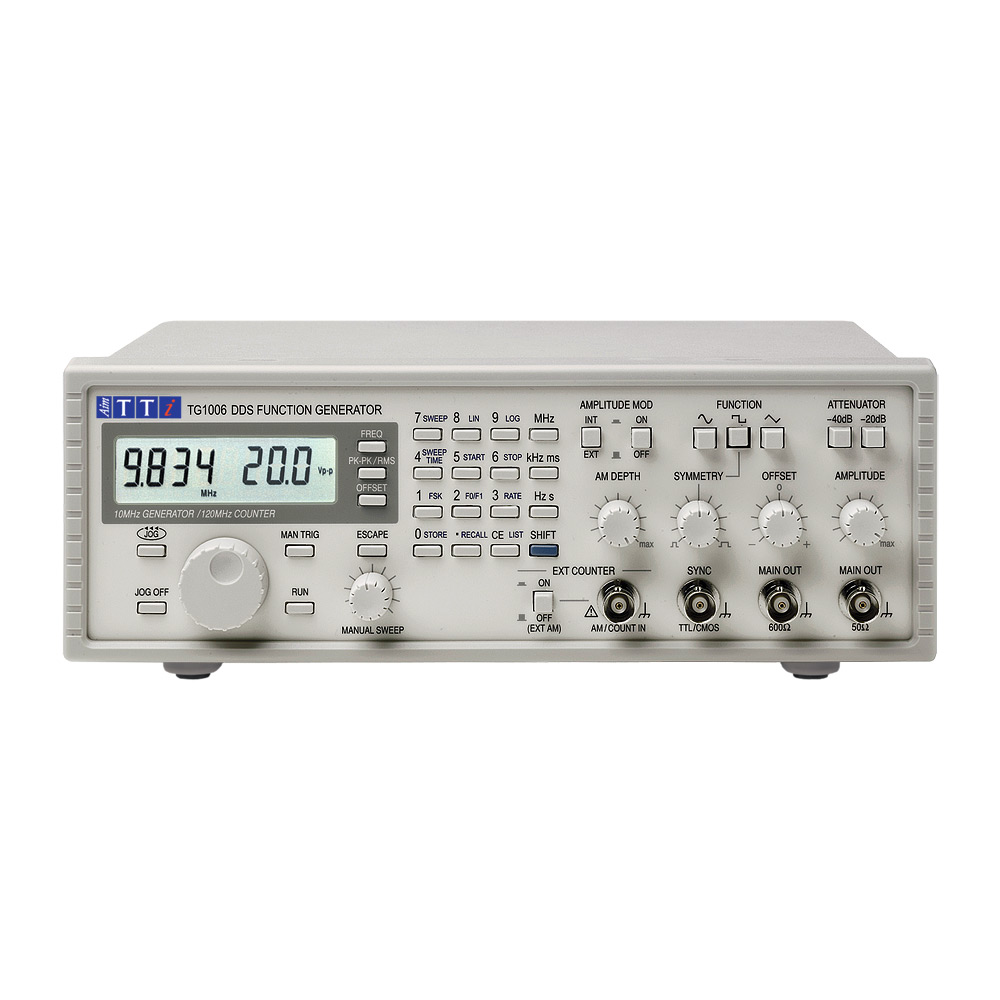 Aim TTi TG1006 DDS FUNCTION GENERATOR
9.834 20.0 Vp-p
MHz
10MHz GENERATOR /120MHz COUNTER
FREQ
PK-PK/RMS
OFFSET
JOG
MAN TRIG
ESCAPE
JOG OFF
RUN
MANUAL SWEEP
7 SWEEP 8 LIN 9 LOG MHz
4 SWEEP TIME 5 START 6 STOP kHz ms
1 FSK 2 F0/F1 3 RATE Hz s
0 STORE • RECALL CE LIST SHIFT
AMPLITUDE MOD
INT ON
EXT OFF
FUNCTION
ATTENUATOR
-40dB -20dB
AM DEPTH SYMMETRY OFFSET AMPLITUDE
0
max - + max
EXT COUNTER
ON
OFF
(EXT AM)
SYNC MAIN OUT MAIN OUT
AM/COUNT IN TTL/CMOS 600Ω 50Ω